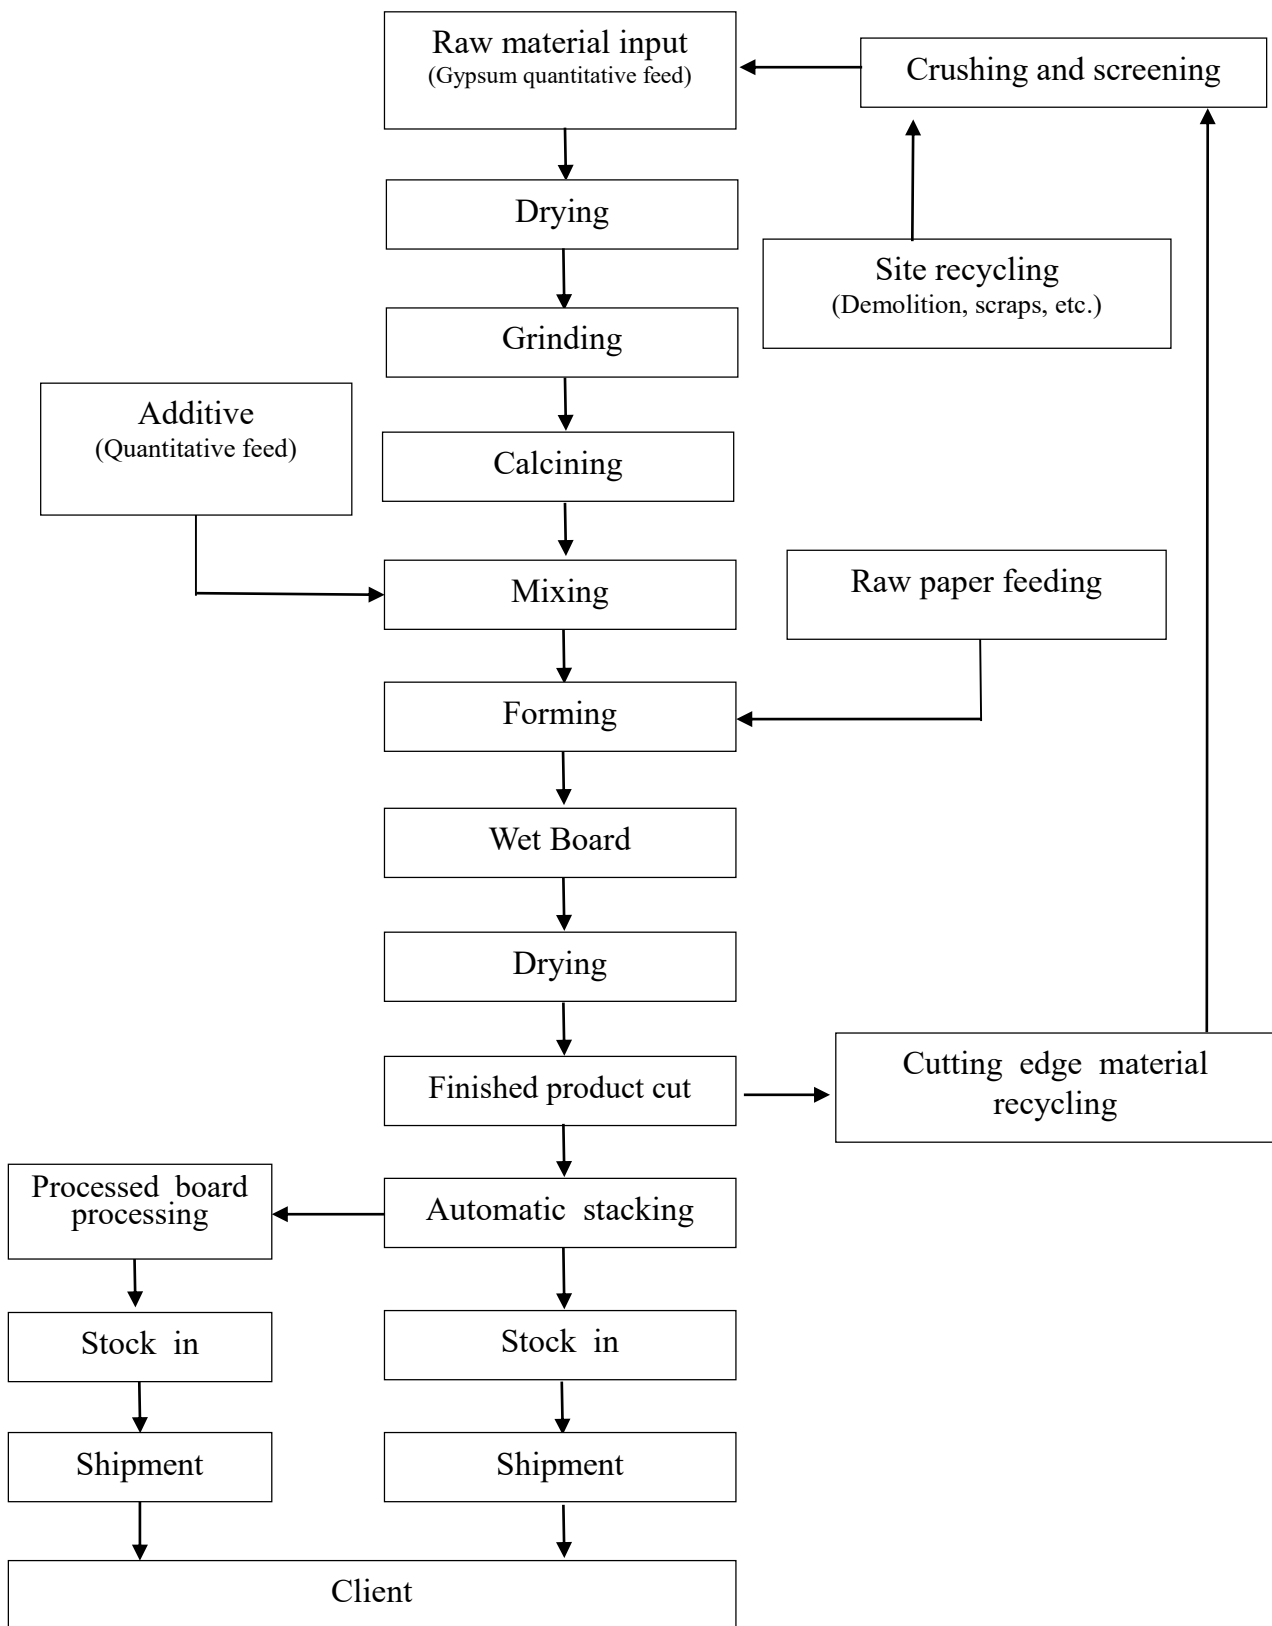 Raw material input
(Gypsum quantitative feed)
Crushing and screening
Drying
Site recycling
(Demolition, scraps, etc.)
Grinding
Additive
(Quantitative feed)
Calcining
Raw paper feeding
Mixing
Forming
Wet Board
Drying
Cutting edge material
recycling
Finished product cut
Processed board
processing
Automatic stacking
Stock in
Stock in
Shipment
Shipment
Client